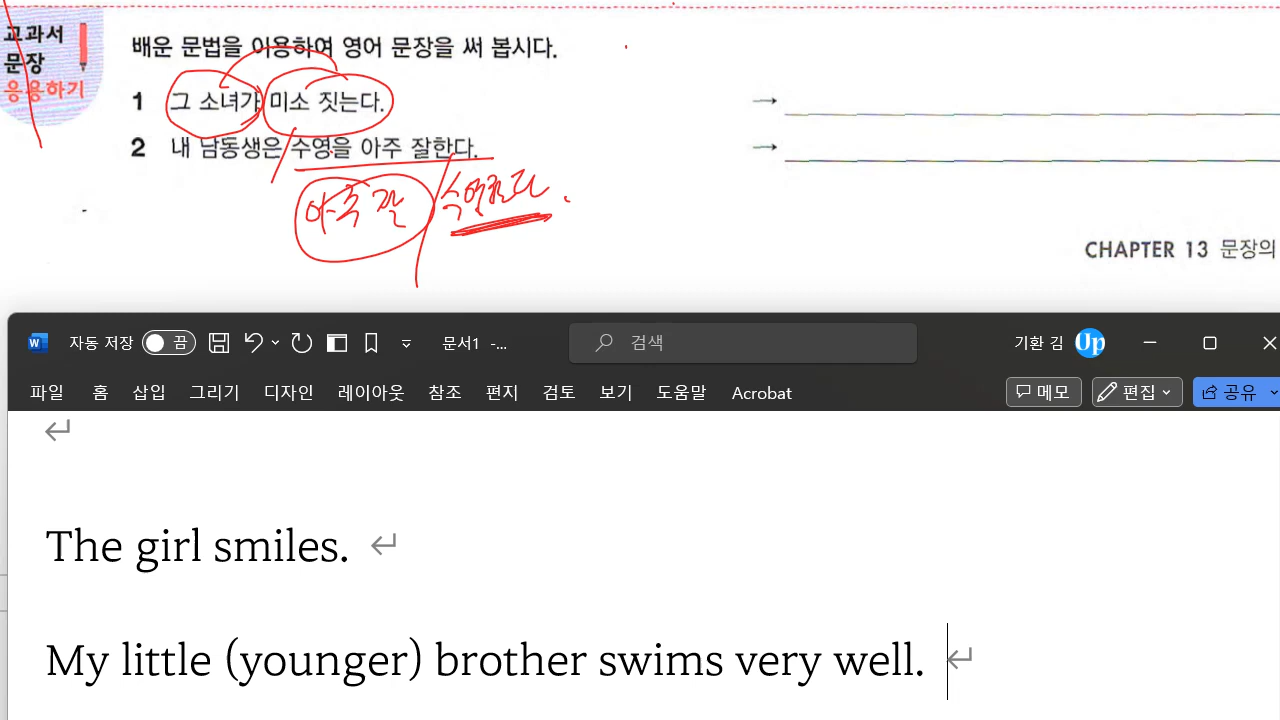 교과서
문장
응용하기
배운 문법을 이용하여 영어 문장을 써 봅시다.
1 그 소녀가 미소 짓는다. →
2 내 남동생은 수영을 아주 잘한다. →
아주 잘 수영한다.
CHAPTER 13 문장의
자동 저장 끔 문서1 -... 검색 기환 김 Up
파일 홈 삽입 그리기 디자인 레이아웃 참조 편지 검토 보기 도움말 Acrobat 메모 편집 공유
The girl smiles.
My little (younger) brother swims very well.